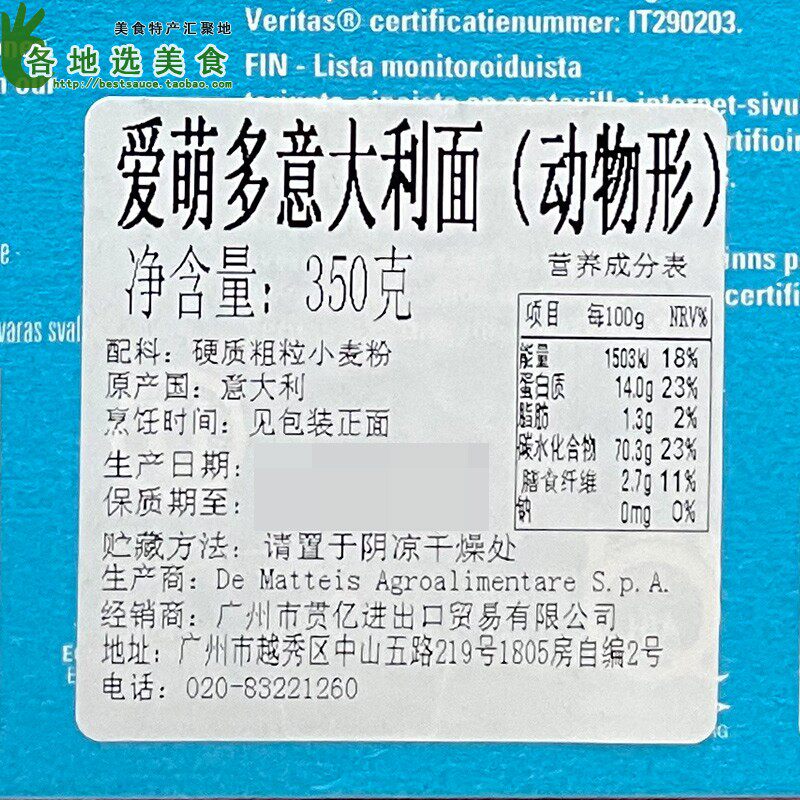 美食特产汇聚地
各地选美食
http://bestsauce.taobao.com
Veritas® certificatienummer: IT290203.
FIN - Lista monitoroiduista
爱萌多意大利面（动物形）
净含量：350克
配料：硬质粗粒小麦粉
原产国：意大利
烹饪时间：见包装正面
生产日期：
保质期至：
贮藏方法：请置于阴凉干燥处
生产商：De Matteis Agroalimentare S.p.A.
经销商：广州市贯亿进出口贸易有限公司
地址：广州市越秀区中山五路219号1805房自编2号
电话：020-83221260
营养成分表
项目 每100g NRV%
能量 1503kJ 18%
蛋白质 14.0g 23%
脂肪 1.3g 2%
碳水化合物 70.3g 23%
膳食纤维 2.7g 11%
钠 0mg 0%